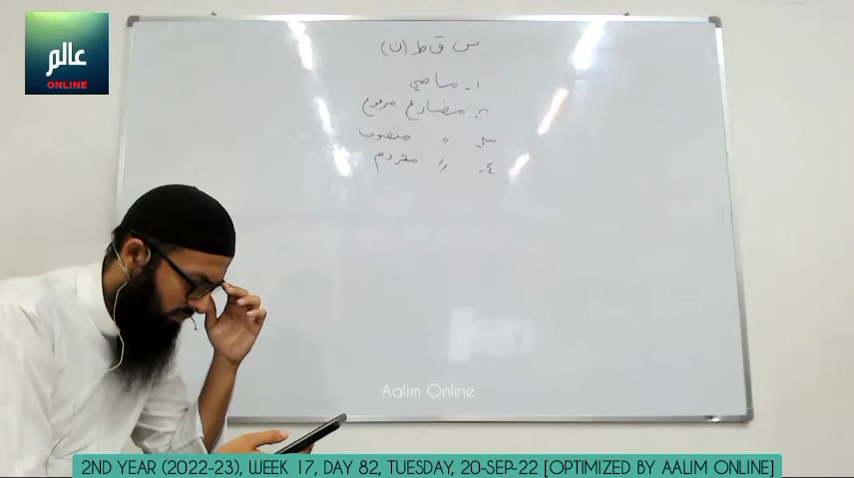 عالم
ONLINE
س ق ط (ن)
١- ماضي
٢- مضارع مرفوع
٣- " منصوب
٤- " مجزوم
Aalim Online
2ND YEAR (2022-23), WEEK 17, DAY 82, TUESDAY, 20-SEP-22 [OPTIMIZED BY AALIM ONLINE]